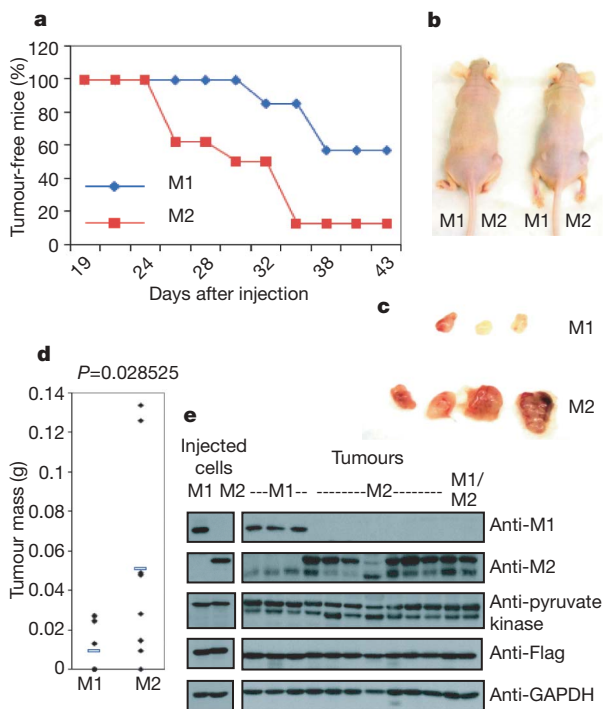 a
120
100
80
60
40
20
0
Tumour-free mice (%)
M1
M2
19
24
28
32
38
43
Days after injection
b
M1 M2 M1 M2
c
M1
M2
d
P=0.028525
0.14
0.12
0.10
0.08
0.06
0.04
0.02
0
Tumour mass (g)
M1 M2
e
Injected
cells
Tumours
M1 M2 ---M1-- --------M2-------- M1/
M2
Anti-M1
Anti-M2
Anti-pyruvate
kinase
Anti-Flag
Anti-GAPDH